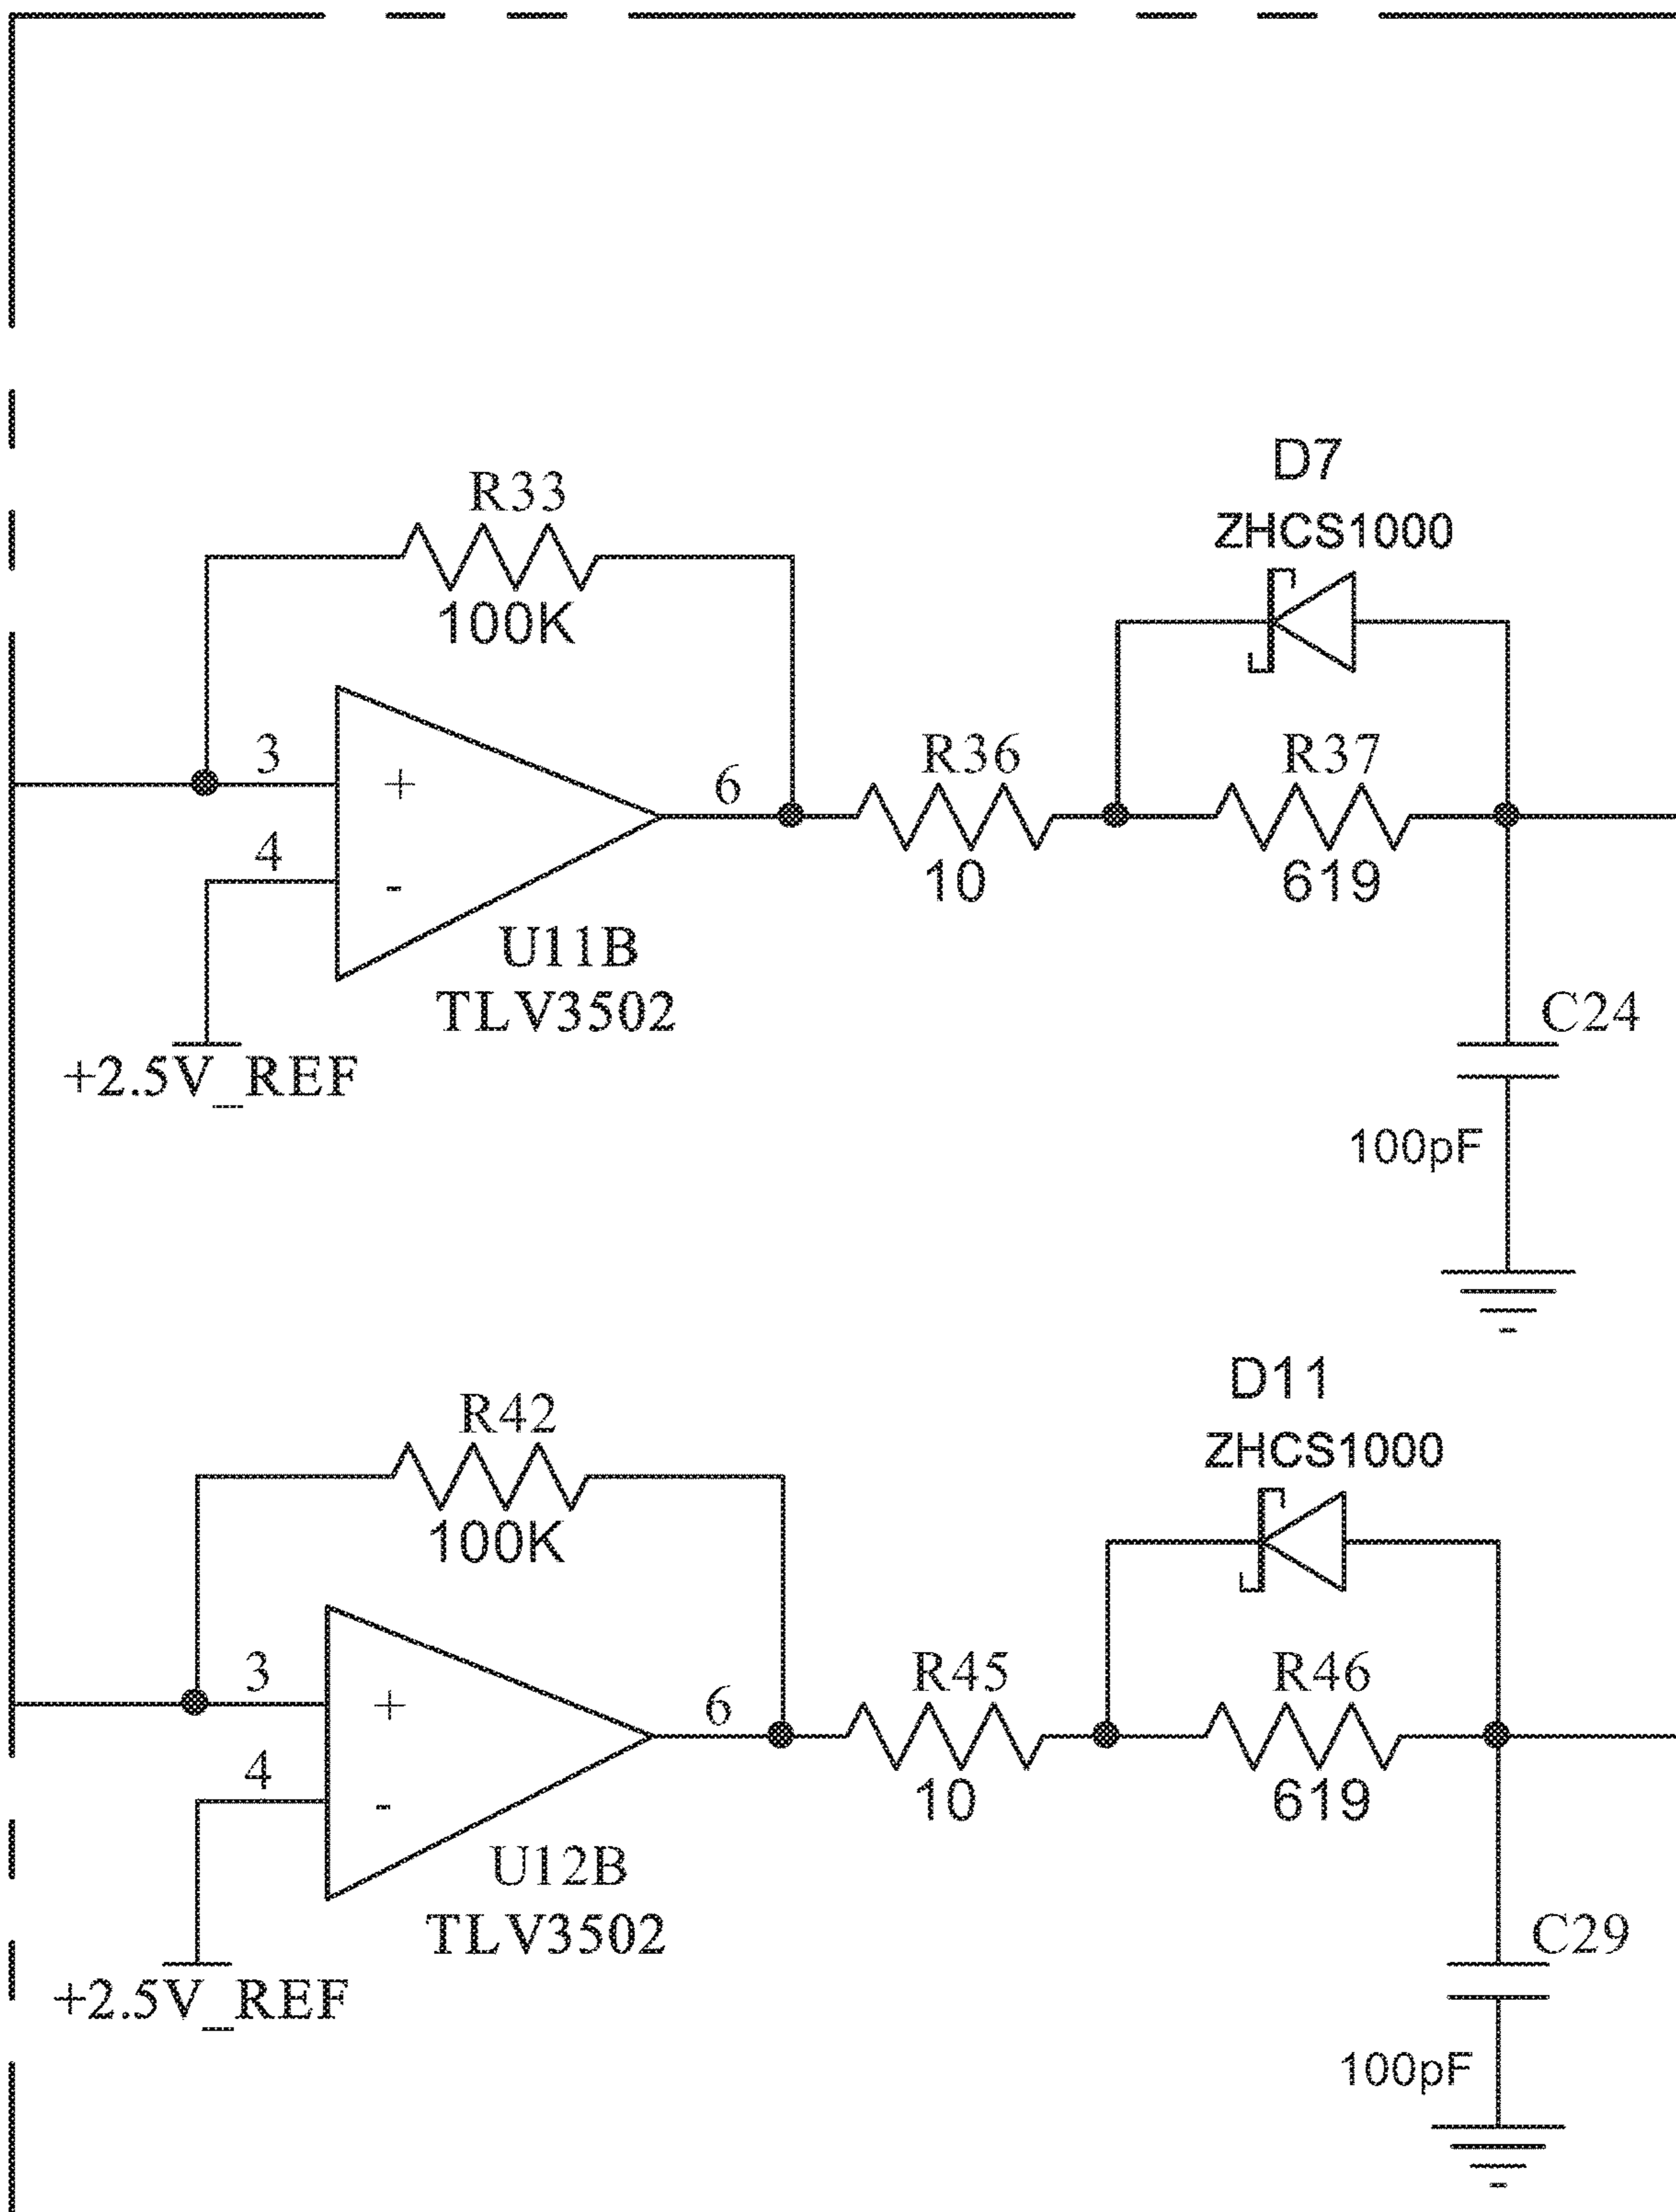 D7
ZHCS1000
R33
100K
3
+
4
-
6
R36
10
R37
619
U11B
TLV3502
+2.5V_REF
C24
100pF
D11
ZHCS1000
R42
100K
3
+
4
-
6
R45
10
R46
619
U12B
TLV3502
+2.5V_REF
C29
100pF